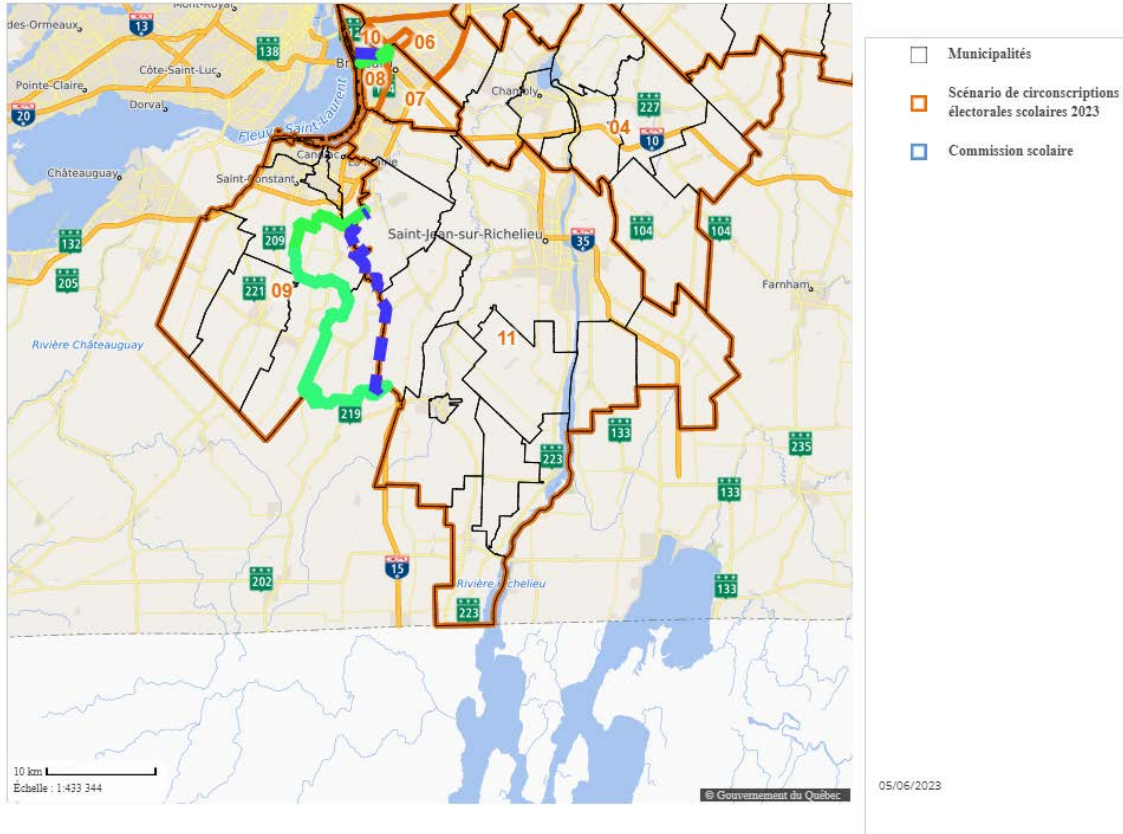 des-Ormeaux
13
138
10
06
08
07
Côte-Saint-Luc
Pointe-Claire
Dorval
20
Fleuve Saint-Laurent
Chambly
227
04
10
Châteauguay
Saint-Constant
132
205
209
221
09
Saint-Jean-sur-Richelieu
35
104
104
Farnham
Rivière Châteauguay
11
219
133
223
235
133
202
15
Rivière Richelieu
223
133
10 km
Échelle : 1:433 344
© Gouvernement du Québec
Municipalités
Scénario de circonscriptions
électorales scolaires 2023
Commission scolaire
05/06/2023